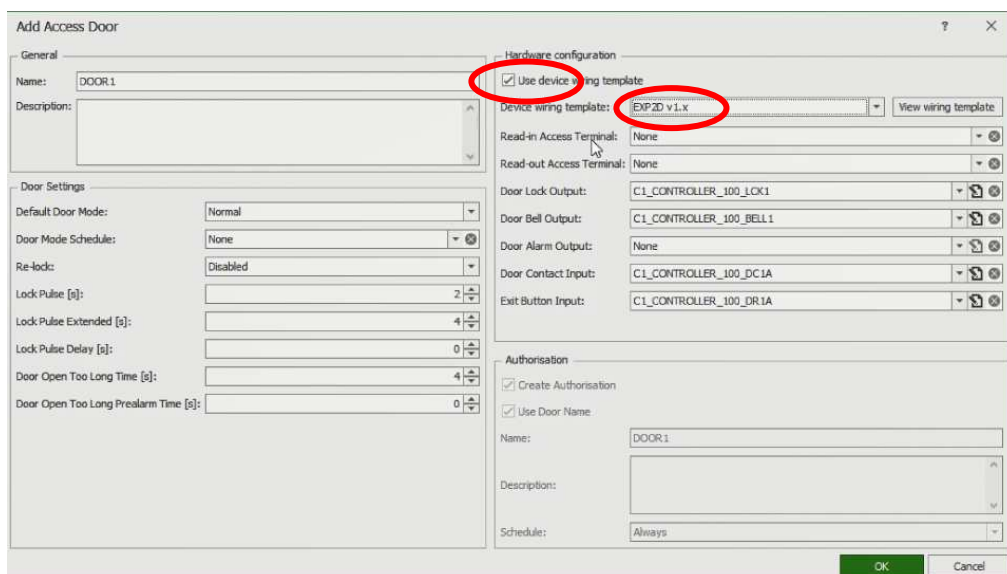 Add Access Door
?
General
Name: DOOR1
Description:
Door Settings
Default Door Mode: Normal
Door Mode Schedule: None
Re-lock: Disabled
Lock Pulse [s]: 2
Lock Pulse Extended [s]: 4
Lock Pulse Delay [s]: 0
Door Open Too Long Time [s]: 4
Door Open Too Long Prealarm Time [s]: 0
Hardware configuration
Use device wiring template
Device wiring template: EXP2D v1.x View wiring template
Read-in Access Terminal: None
Read-out Access Terminal: None
Door Lock Output: C1_CONTROLLER_100_LCK1
Door Bell Output: C1_CONTROLLER_100_BELL1
Door Alarm Output: None
Door Contact Input: C1_CONTROLLER_100_DC1A
Exit Button Input: C1_CONTROLLER_100_DR1A
Authorisation
Create Authorisation
Use Door Name
Name: DOOR1
Description:
Schedule: Always
OK Cancel